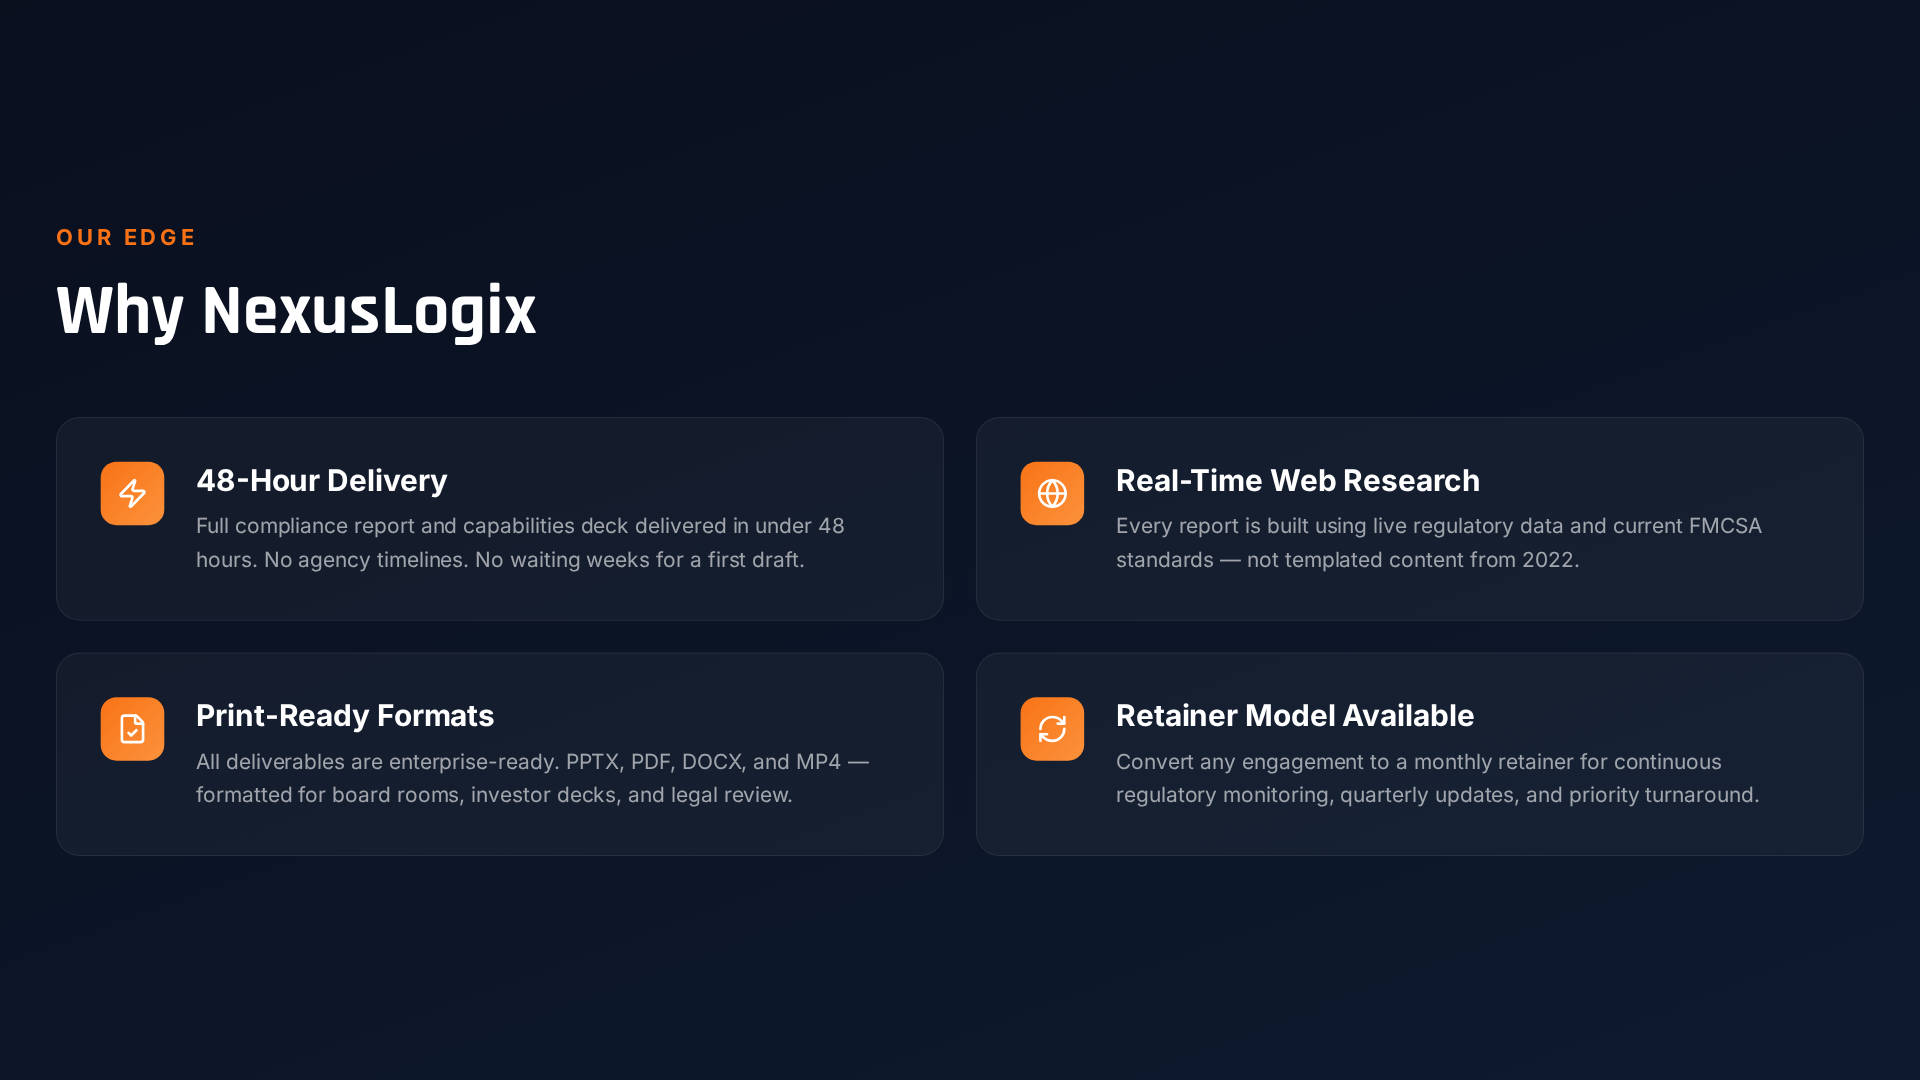 OUR EDGE
Why NexusLogix
48-Hour Delivery
Full compliance report and capabilities deck delivered in under 48
hours. No agency timelines. No waiting weeks for a first draft.
Real-Time Web Research
Every report is built using live regulatory data and current FMCSA
standards — not templated content from 2022.
Print-Ready Formats
All deliverables are enterprise-ready. PPTX, PDF, DOCX, and MP4 —
formatted for board rooms, investor decks, and legal review.
Retainer Model Available
Convert any engagement to a monthly retainer for continuous
regulatory monitoring, quarterly updates, and priority turnaround.